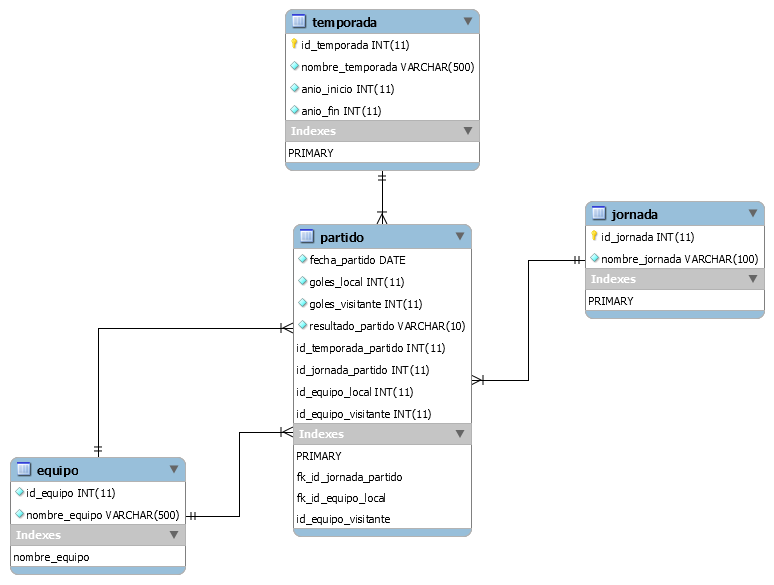 temporada
id_temporada INT(11)
nombre_temporada VARCHAR(500)
anio_inicio INT(11)
anio_fin INT(11)
Indexes
PRIMARY
jornada
id_jornada INT(11)
nombre_jornada VARCHAR(100)
Indexes
PRIMARY
partido
fecha_partido DATE
goles_local INT(11)
goles_visitante INT(11)
resultado_partido VARCHAR(10)
id_temporada_partido INT(11)
id_jornada_partido INT(11)
id_equipo_local INT(11)
id_equipo_visitante INT(11)
Indexes
PRIMARY
fk_id_jornada_partido
fk_id_equipo_local
id_equipo_visitante
equipo
id_equipo INT(11)
nombre_equipo VARCHAR(500)
Indexes
nombre_equipo